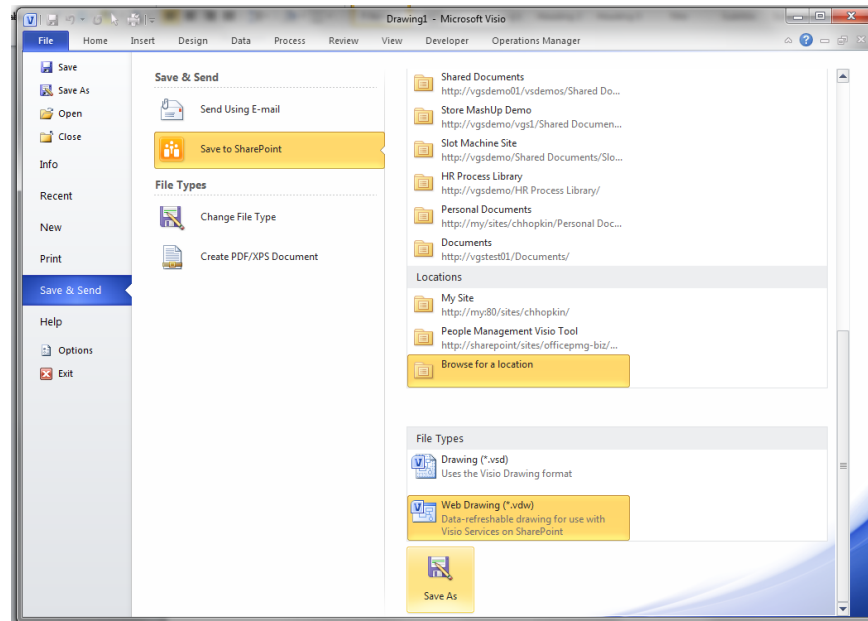 Drawing1 - Microsoft Visio
File Home Insert Design Data Process Review View Developer Operations Manager
Save
Save As
Open
Close
Info
Recent
New
Print
Save & Send
Help
Options
Exit
Save & Send
Send Using E-mail
Save to SharePoint
File Types
Change File Type
Create PDF/XPS Document
Shared Documents
http://vgsdemo01/vsdemos/Shared Do...
Store MashUp Demo
http://vgsdemo/vgs1/Shared Documen...
Slot Machine Site
http://vgsdemo/Shared Documents/Slo...
HR Process Library
http://vgsdemo/HR Process Library/
Personal Documents
http://my/sites/chhopkin/Personal Doc...
Documents
http://vgstest01/Documents/
Locations
My Site
http://my:80/sites/chhopkin/
People Management Visio Tool
http://sharepoint/sites/officepmg-biz/...
Browse for a location
File Types
Drawing (*.vsd)
Uses the Visio Drawing format
Web Drawing (*.vdw)
Data-refreshable drawing for use with
Visio Services on SharePoint
Save As